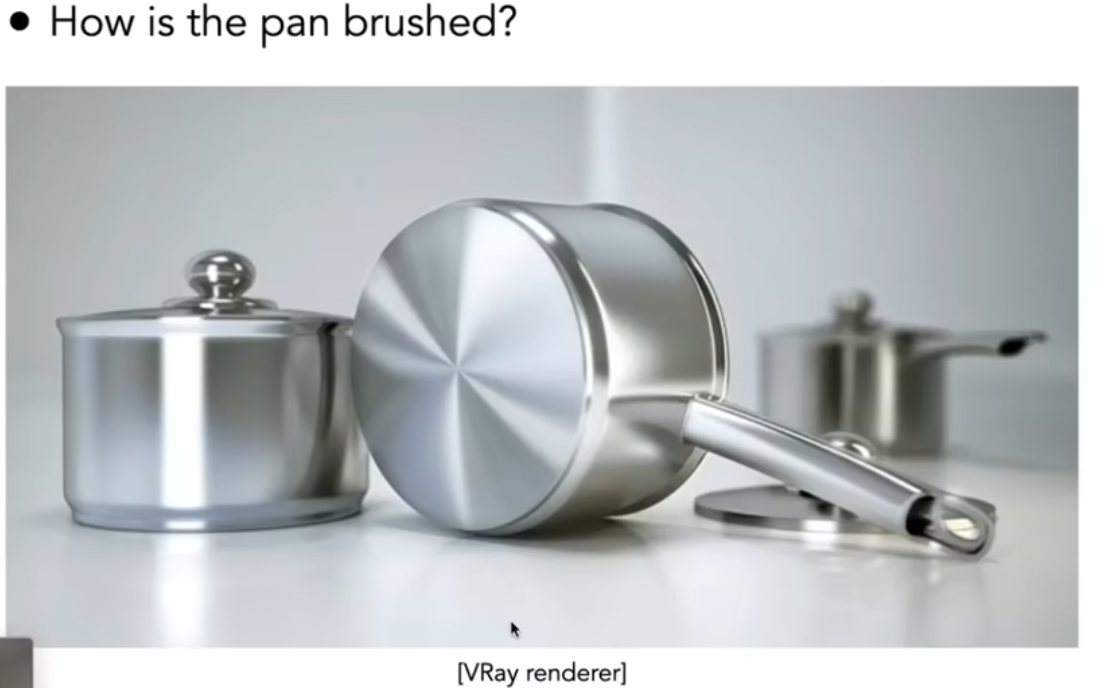 ● How is the pan brushed?
[VRay renderer]